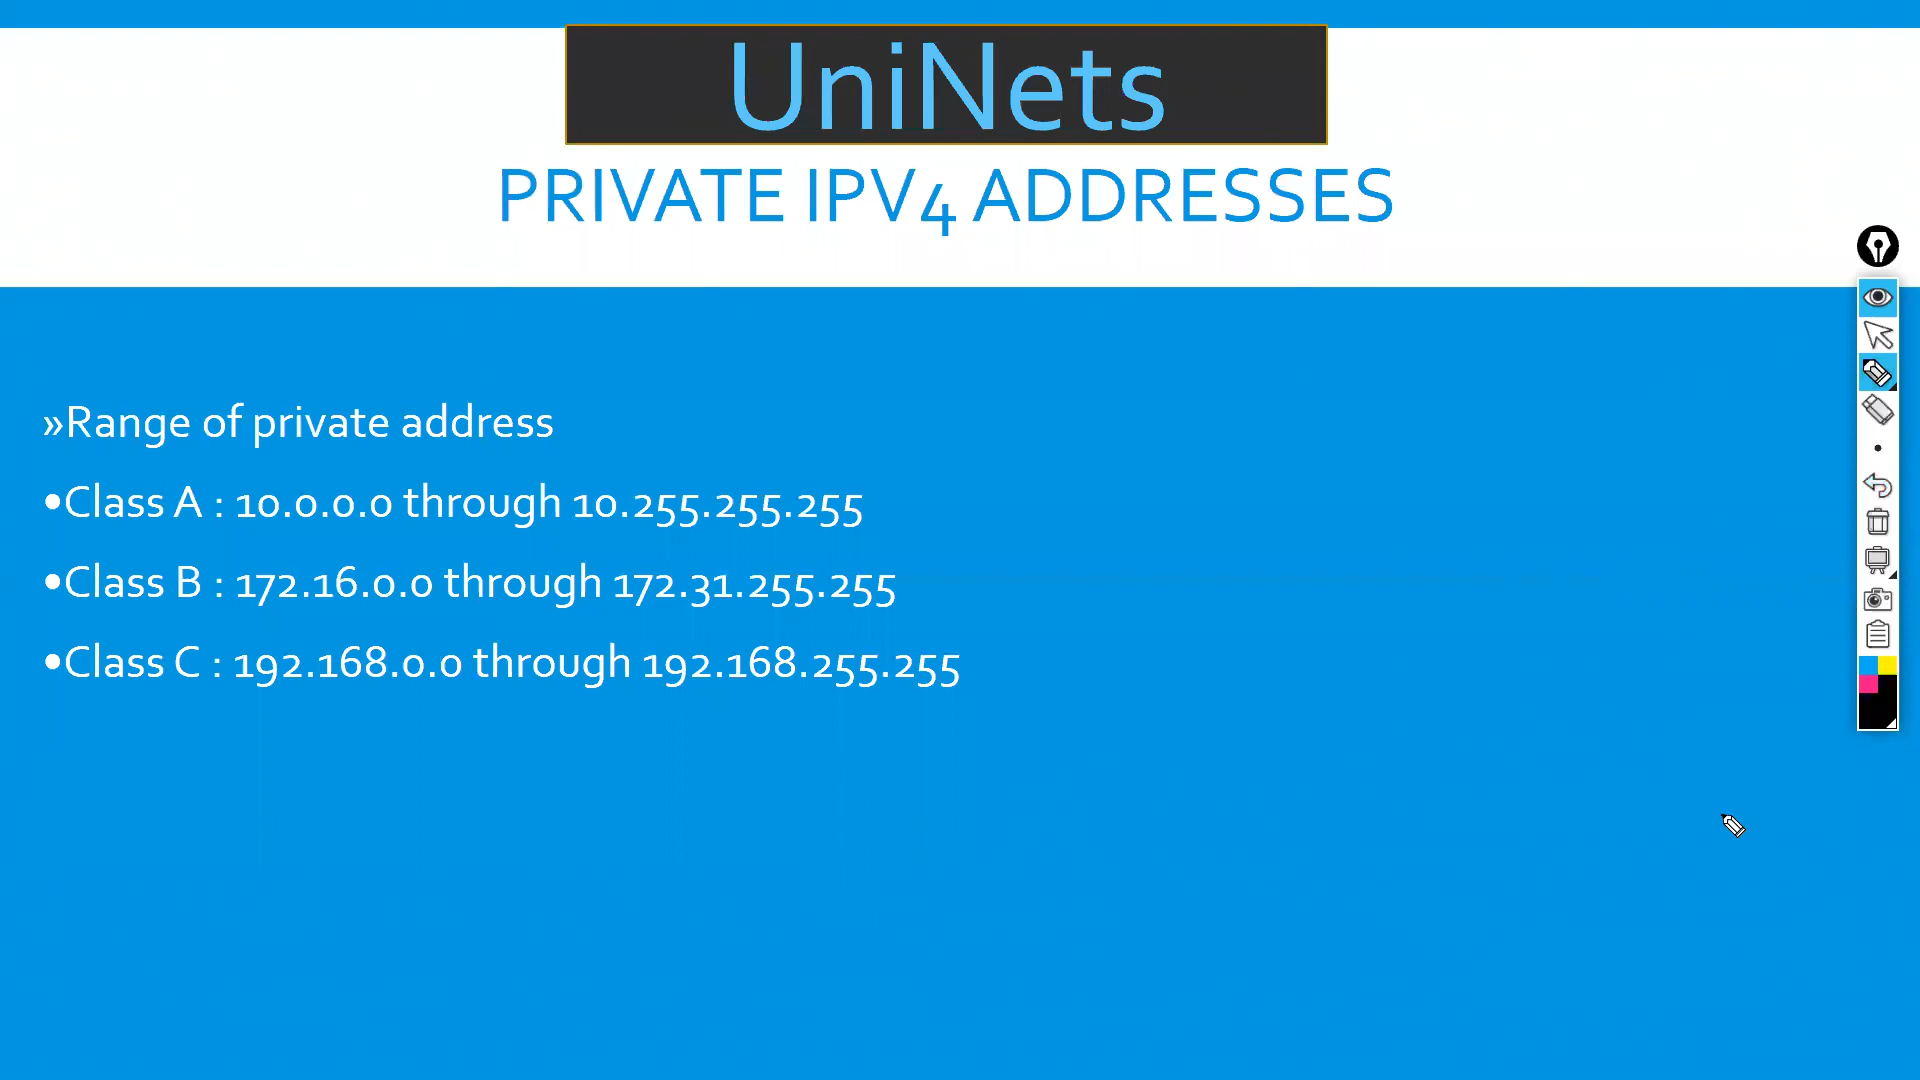 UniNets
PRIVATE IPV4 ADDRESSES
»Range of private address
•Class A : 10.0.0.0 through 10.255.255.255
•Class B : 172.16.0.0 through 172.31.255.255
•Class C : 192.168.0.0 through 192.168.255.255